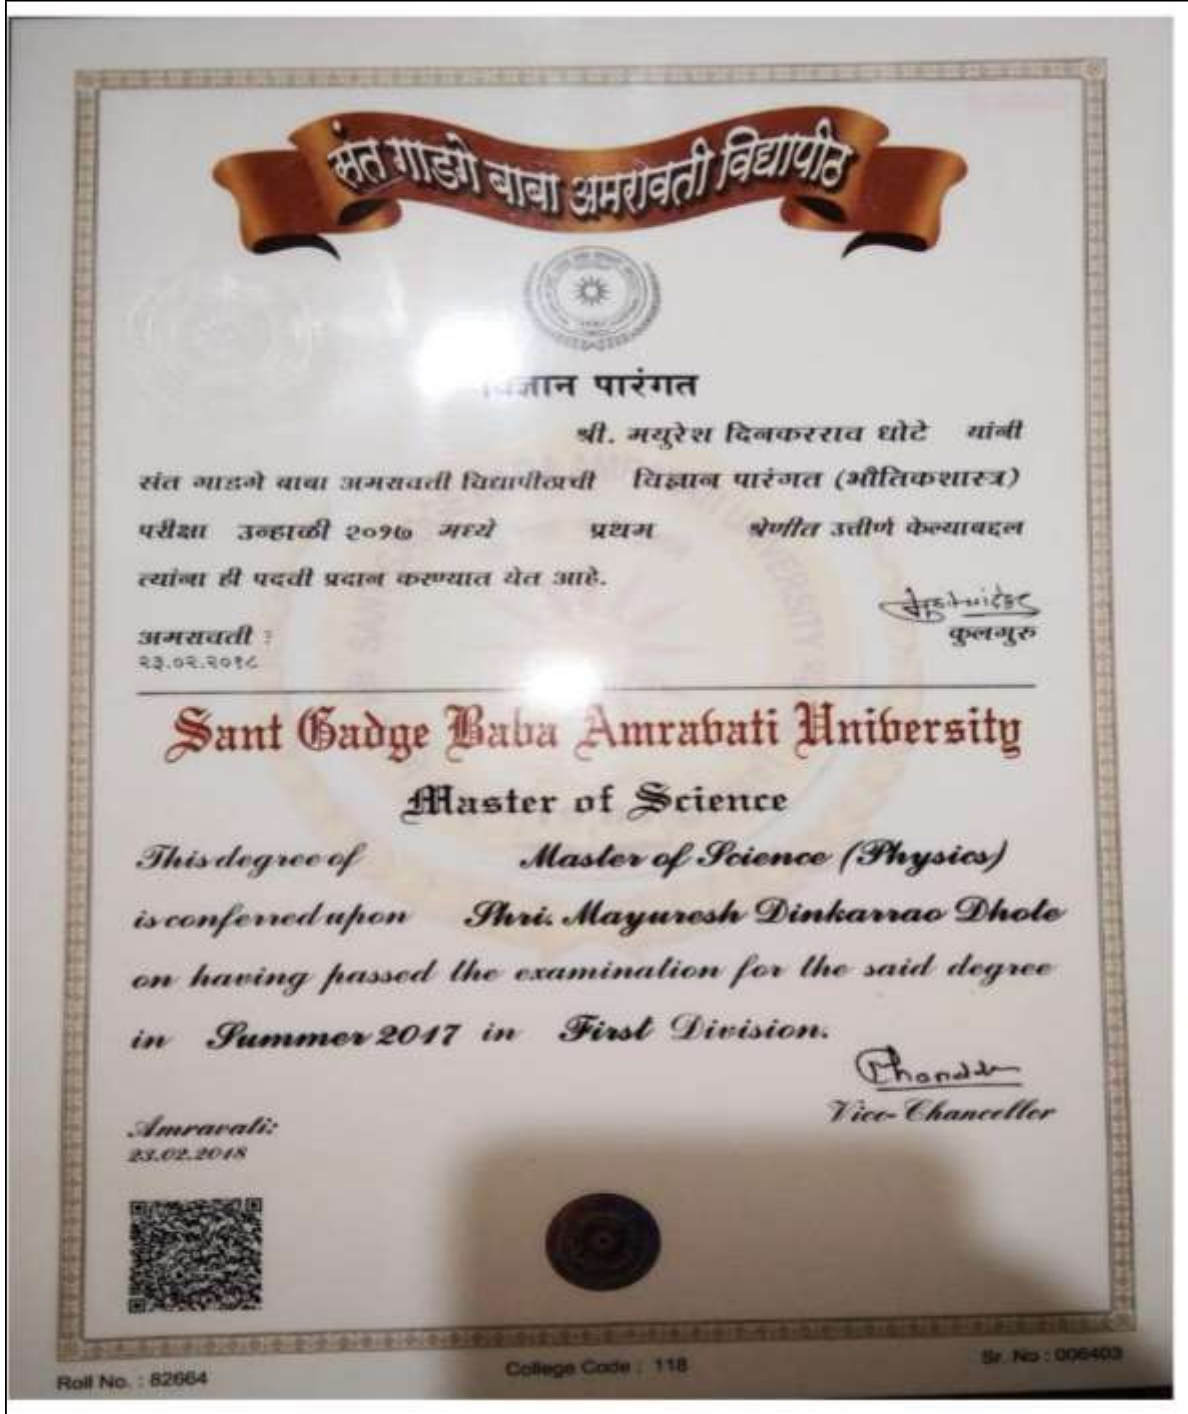 संत गाडगे बाबा अमरावती विद्यापीठ
पारंगत
श्री. मयुरेश दिनकरराव धोटे यांनी
संत गाडगे बाबा अमरावती विद्यापीठाची विज्ञान पारंगत (भौतिकशास्त्र)
परीक्षा उन्हाळी २०१७ मध्ये प्रथम श्रेणीत उत्तीर्ण केल्याबद्दल
त्यांना ही पदवी प्रदान करण्यात येत आहे.
कुलगुरु
अमरावती :
२३.०२.२०१८
Sant Gadge Baba Amravati University
Master of Science
This degree of Master of Science (Physics)
is conferred upon Shri. Mayuresh Dinkarrao Dhote
on having passed the examination for the said degree
in Summer 2017 in First Division.
Vice-Chancellor
Amravati:
23.02.2018
Roll No. : 82664
College Code : 118
Sr. No : 006403